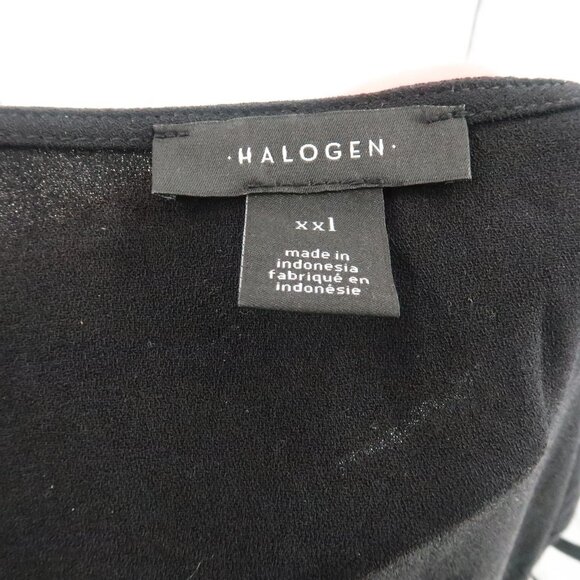 ·HALOGEN·
xxl
made in
indonesia
fabriqué en
indonésie